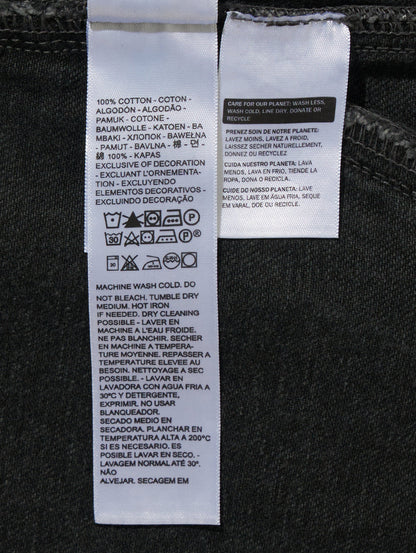 100% COTTON - COTON -
ALGODÓN - ALGODÃO -
PAMUK - COTONE -
BAUMWOLLE - KATOEN - BA
MBAKI - ХЛОПОК - BAWEŁNA
- PAMUT - BAVLNA - 棉 - 면 -
綿 100% - KAPAS
EXCLUSIVE OF DECORATION
- EXCLUANT L'ORNEMENTA-
TION - EXCLUYENDO
ELEMENTOS DECORATIVOS -
EXCLUINDO DECORAÇÃO
30
MACHINE WASH COLD. DO
NOT BLEACH. TUMBLE DRY
MEDIUM. HOT IRON
IF NEEDED. DRY CLEANING
POSSIBLE - LAVER EN
MACHINE A L'EAU FROIDE.
NE PAS BLANCHIR. SECHER
EN MACHINE A TEMPERA-
TURE MOYENNE. REPASSER A
TEMPERATURE ELEVEE AU
BESOIN. NETTOYAGE A SEC
POSSIBLE - LAVAR EN
LAVADORA CON AGUA FRIA A
30ºC Y DETERGENTE,
EXPRIMIR. NO USAR
BLANQUEADOR.
SECADO MEDIO EN
SECADORA. PLANCHAR EN
TEMPERATURA ALTA A 200°C
SI ES NECESARIO. ES
POSIBLE LAVADO EN SECO. -
LAVAGEM NORMAL ATÉ 30°.
NÃO
ALVEJAR. SECAGEM EM
CARE FOR OUR PLANET: WASH LESS,
WASH COLD, LINE DRY, DONATE OR
RECYCLE
PRENEZ SOIN DE NOTRE PLANÈTE:
LAVEZ MOINS, LAVEZ À FROID,
LAISSEZ SÉCHER NATURELLEMENT,
DONNEZ OU RECYCLEZ
CUIDA NUESTRO PLANETA: LAVA
MENOS, LAVA EN FRÍO, TIENDE LA
ROPA, DONA O RECICLA.
CUIDE DO NOSSO PLANETA: LAVE
MENOS, LAVE EM ÁGUA FRIA, SEQUE
EM VARAL, DOE OU RECICLE.